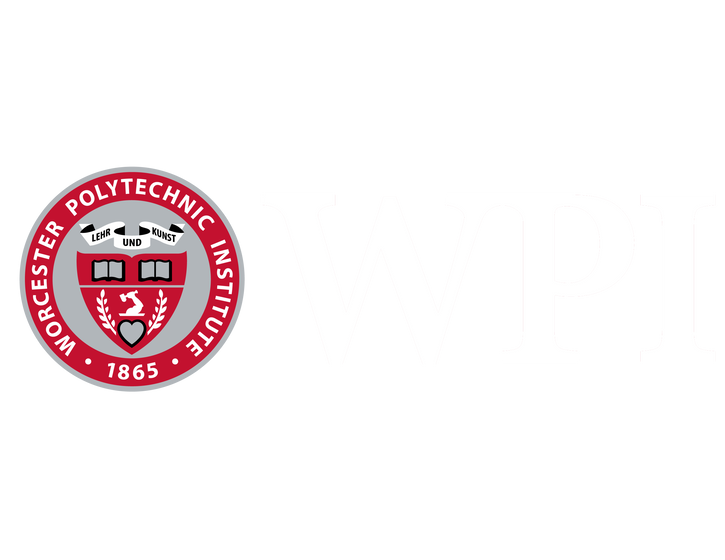 WORCESTER POLYTECHNIC INSTITUTE
LEHR UND KUNST
• 1865 •
WPI